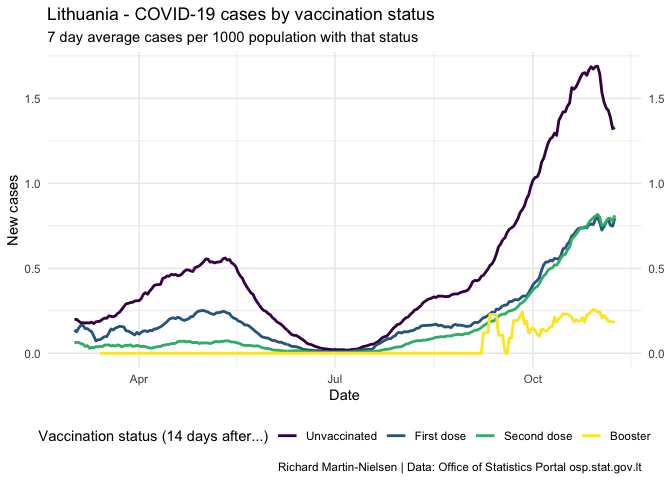 Lithuania - COVID-19 cases by vaccination status
7 day average cases per 1000 population with that status
1.5
1.5
1.0
1.0
0.5
0.5
0.0
0.0
New cases
Apr
Jul
Oct
Date
Vaccination status (14 days after...) Unvaccinated First dose Second dose Booster
Richard Martin-Nielsen | Data: Office of Statistics Portal osp.stat.gov.lt